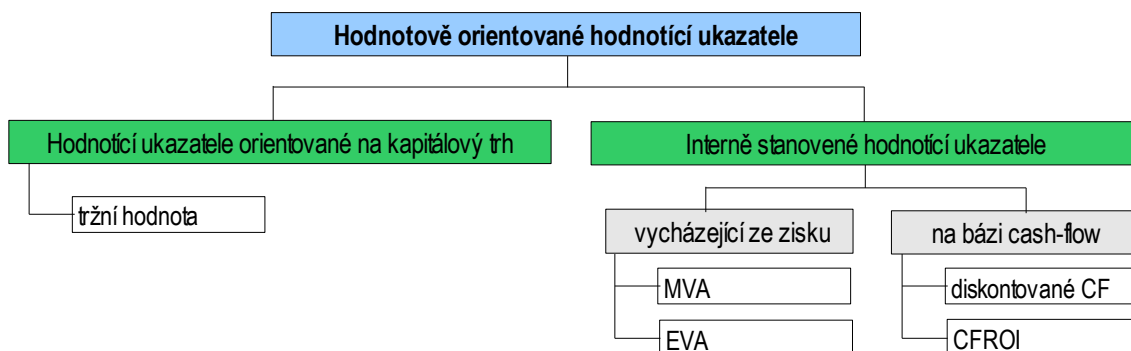 Hodnotově orientované hodnotící ukazatele
Hodnotící ukazatele orientované na kapitálový trh
Interně stanovené hodnotící ukazatele
tržní hodnota
vycházející ze zisku
na bázi cash-flow
MVA
diskontované CF
EVA
CFROI